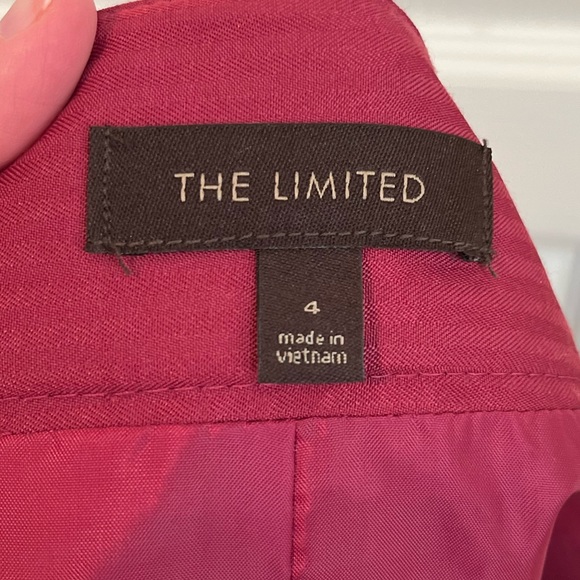 THE LIMITED
4
made in
vietnam